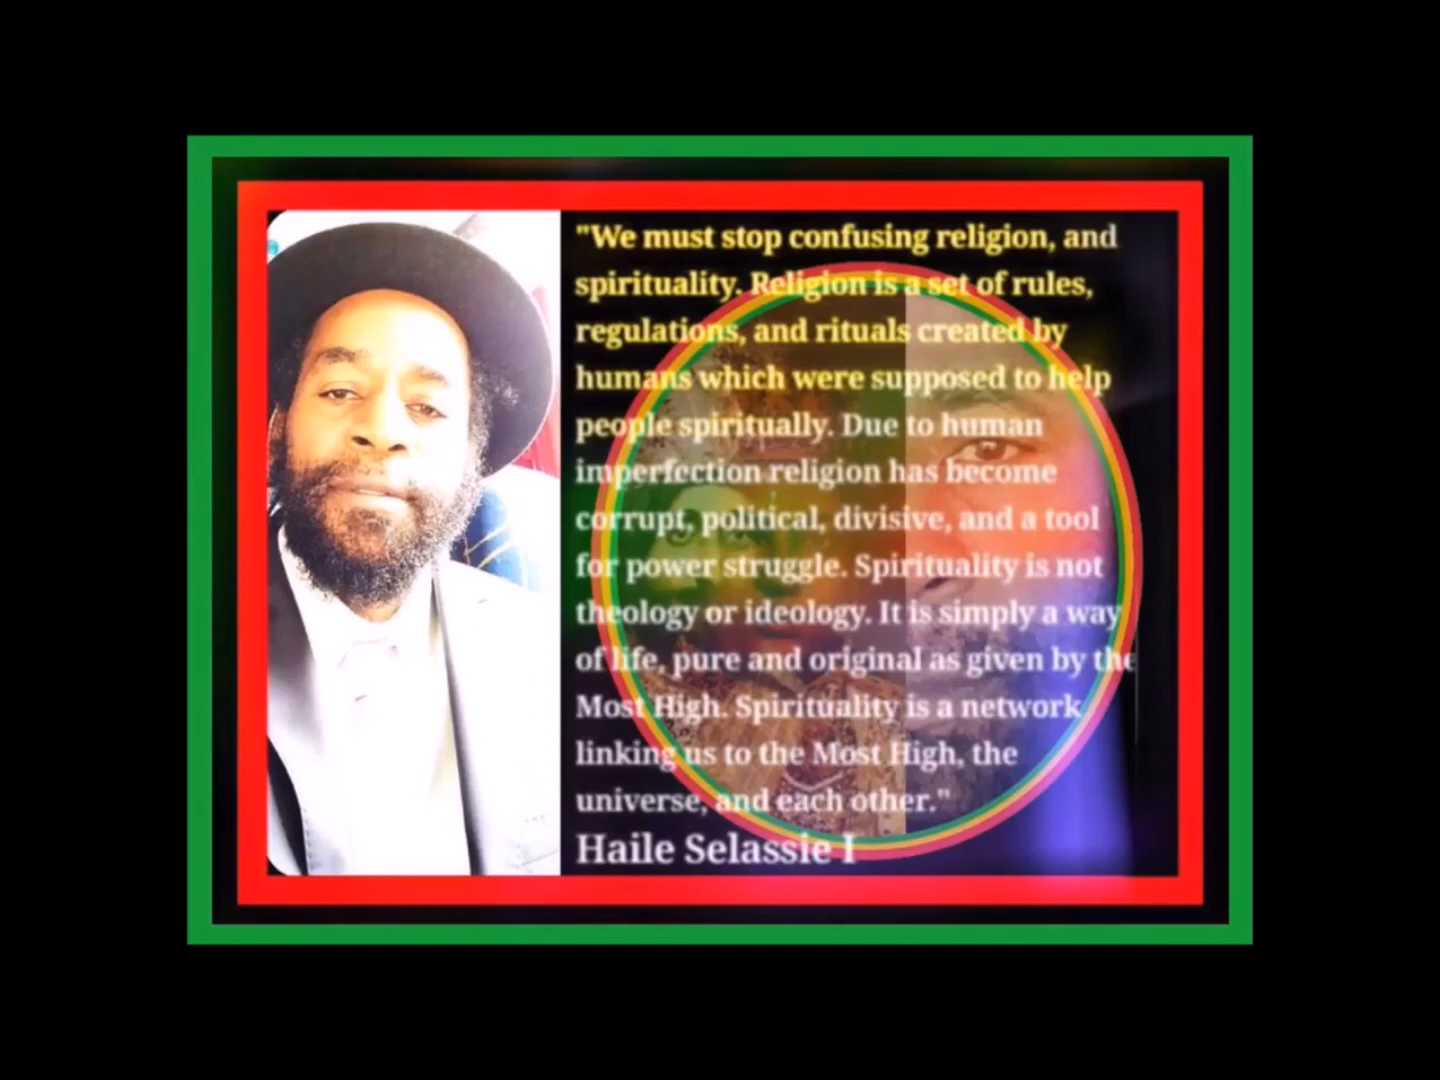 "We must stop confusing religion, and
spirituality. Religion is a set of rules,
regulations, and rituals created by
humans which were supposed to help
people spiritually. Due to human
imperfection religion has become
corrupt, political, divisive, and a tool
for power struggle. Spirituality is not
theology or ideology. It is simply a way
of life, pure and original as given by the
Most High. Spirituality is a network
linking us to the Most High, the
universe, and each other."
Haile Selassie I